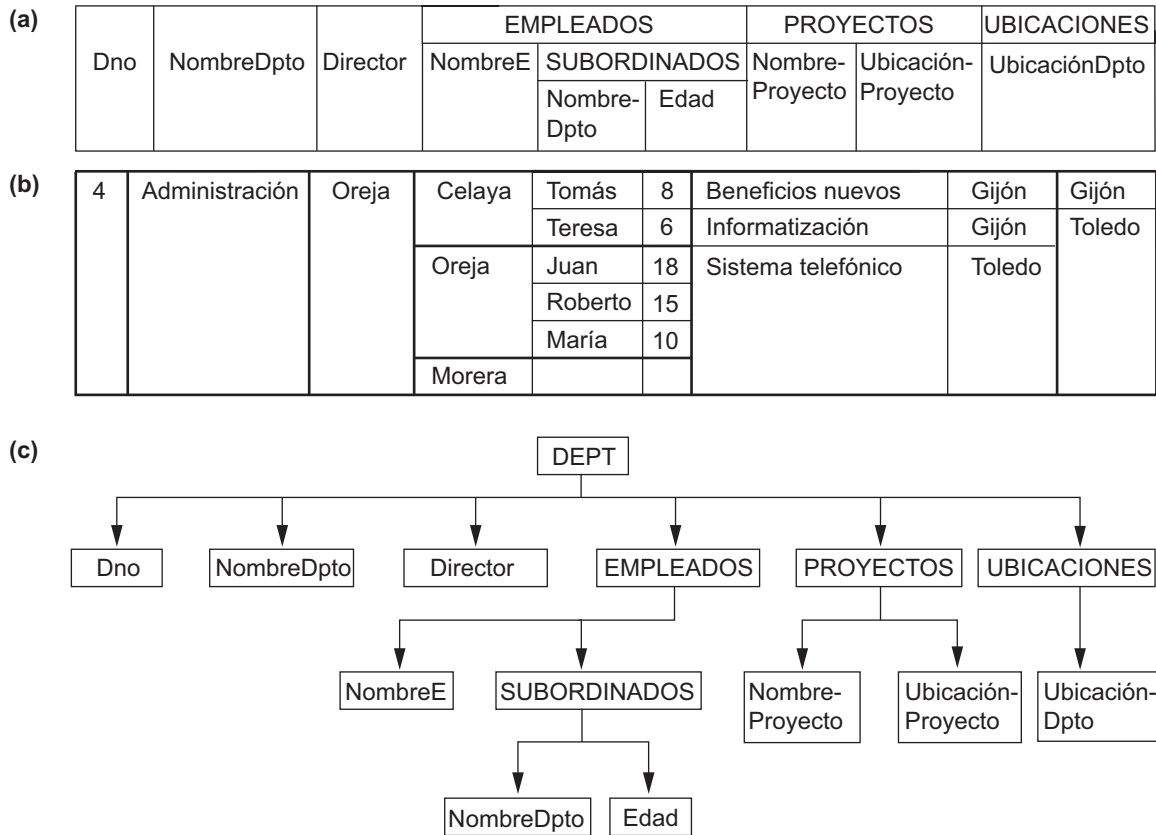 (a)
EMPLEADOS PROYECTOS UBICACIONES
Dno NombreDpto Director NombreE SUBORDINADOS Nombre- Ubicación- UbicaciónDpto
Proyecto Proyecto
Nombre- Edad
Dpto
(b)
4 Administración Oreja Celaya Tomás 8 Beneficios nuevos Gijón Gijón
Teresa 6 Informatización Gijón Toledo
Oreja Juan 18 Sistema telefónico Toledo
Roberto 15
María 10
Morera
(c)
DEPT
Dno NombreDpto Director EMPLEADOS PROYECTOS UBICACIONES
NombreE SUBORDINADOS Nombre- Ubicación- Ubicación-
Proyecto Proyecto Dpto
NombreDpto Edad